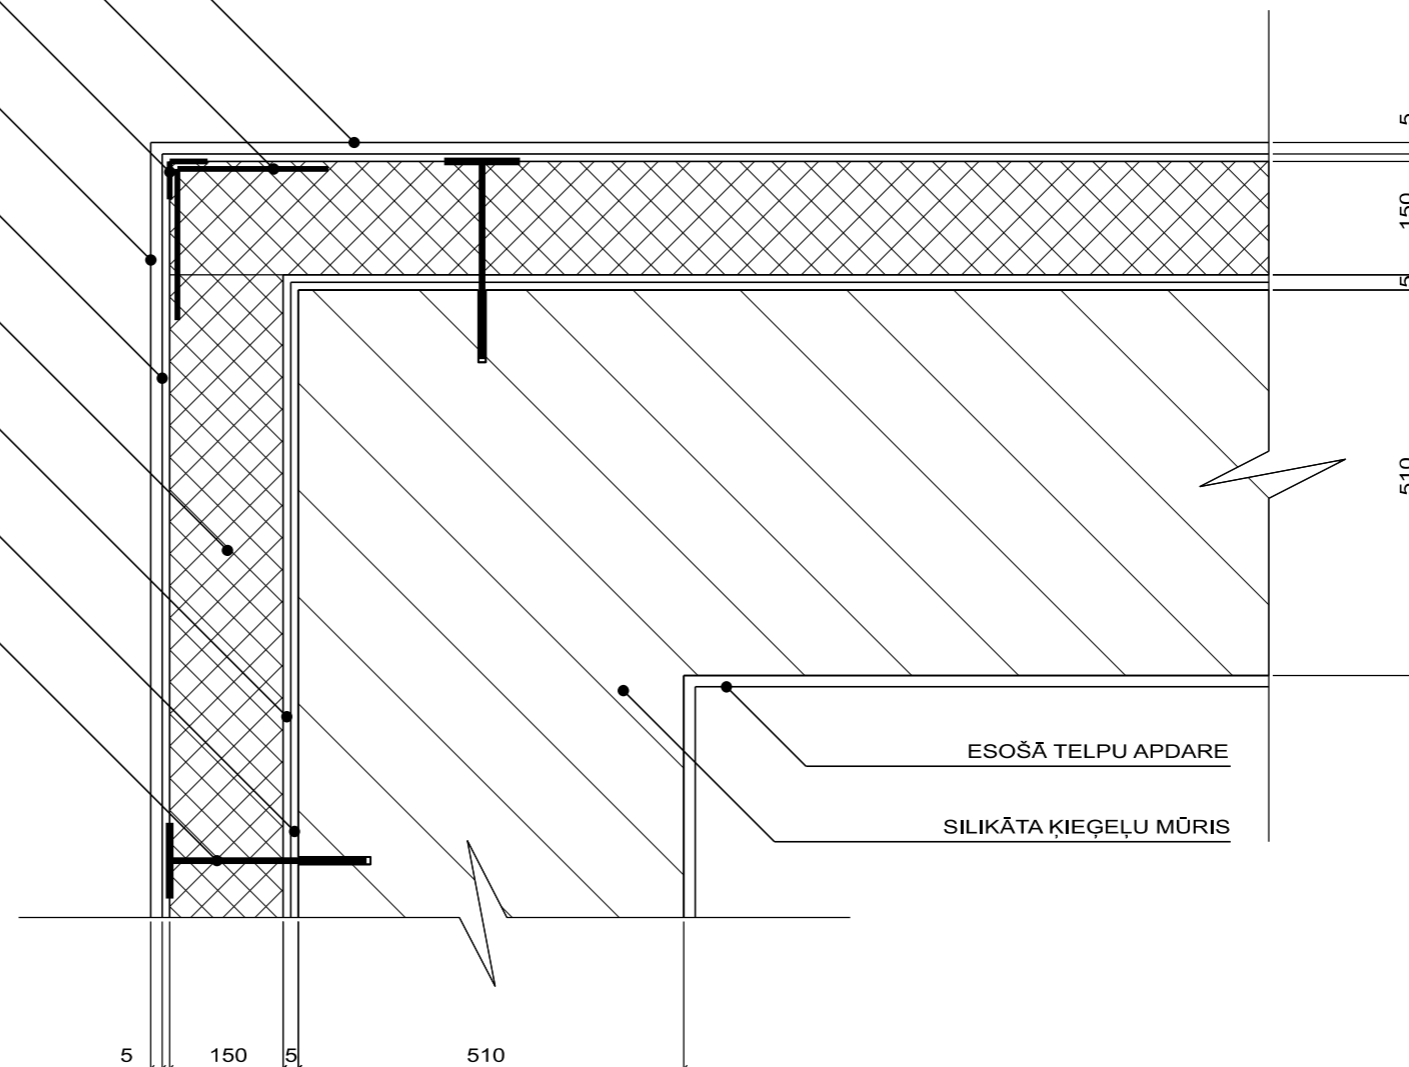 5
150
5
510
ESOŠĀ TELPU APDARE
SILIKĀTA ĶIEĢEĻU MŪRIS
5 150 5 510